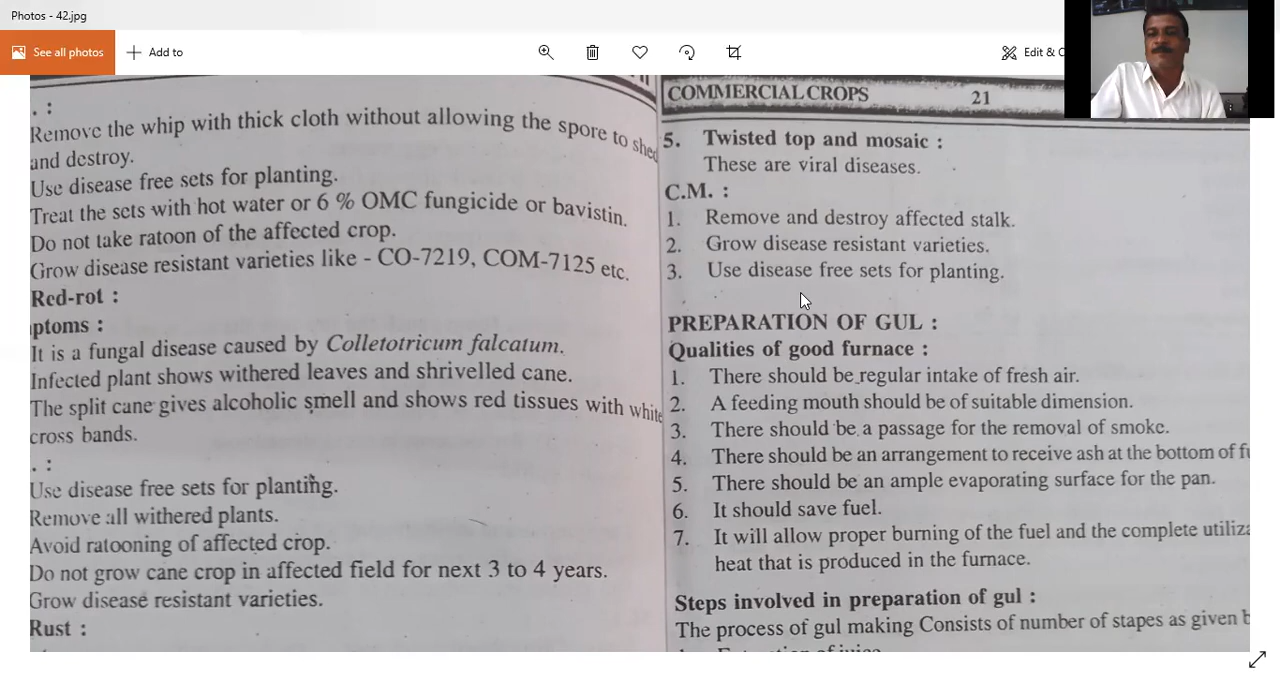 Photos - 42.jpg
See all photos
Add to
Edit & C
. :
Remove the whip with thick cloth without allowing the spore to shed
and destroy.
Use disease free sets for planting.
Treat the sets with hot water or 6 % OMC fungicide or bavistin.
Do not take ratoon of the affected crop.
Grow disease resistant varieties like - CO-7219, COM-7125 etc.
Red-rot :
ptoms :
It is a fungal disease caused by Colletotricum falcatum.
Infected plant shows withered leaves and shrivelled cane.
The split cane gives alcoholic smell and shows red tissues with white
cross bands.
. :
Use disease free sets for planting.
Remove all withered plants.
Avoid ratooning of affected crop.
Do not grow cane crop in affected field for next 3 to 4 years.
Grow disease resistant varieties.
Rust :
COMMERCIAL CROPS 21
5. Twisted top and mosaic :
These are viral diseases.
C.M. :
1. Remove and destroy affected stalk.
2. Grow disease resistant varieties.
3. Use disease free sets for planting.
PREPARATION OF GUL :
Qualities of good furnace :
1. There should be regular intake of fresh air.
2. A feeding mouth should be of suitable dimension.
3. There should be a passage for the removal of smoke.
4. There should be an arrangement to receive ash at the bottom of fu
5. There should be an ample evaporating surface for the pan.
6. It should save fuel.
7. It will allow proper burning of the fuel and the complete utiliza
heat that is produced in the furnace.
Steps involved in preparation of gul :
The process of gul making Consists of number of stapes as given b